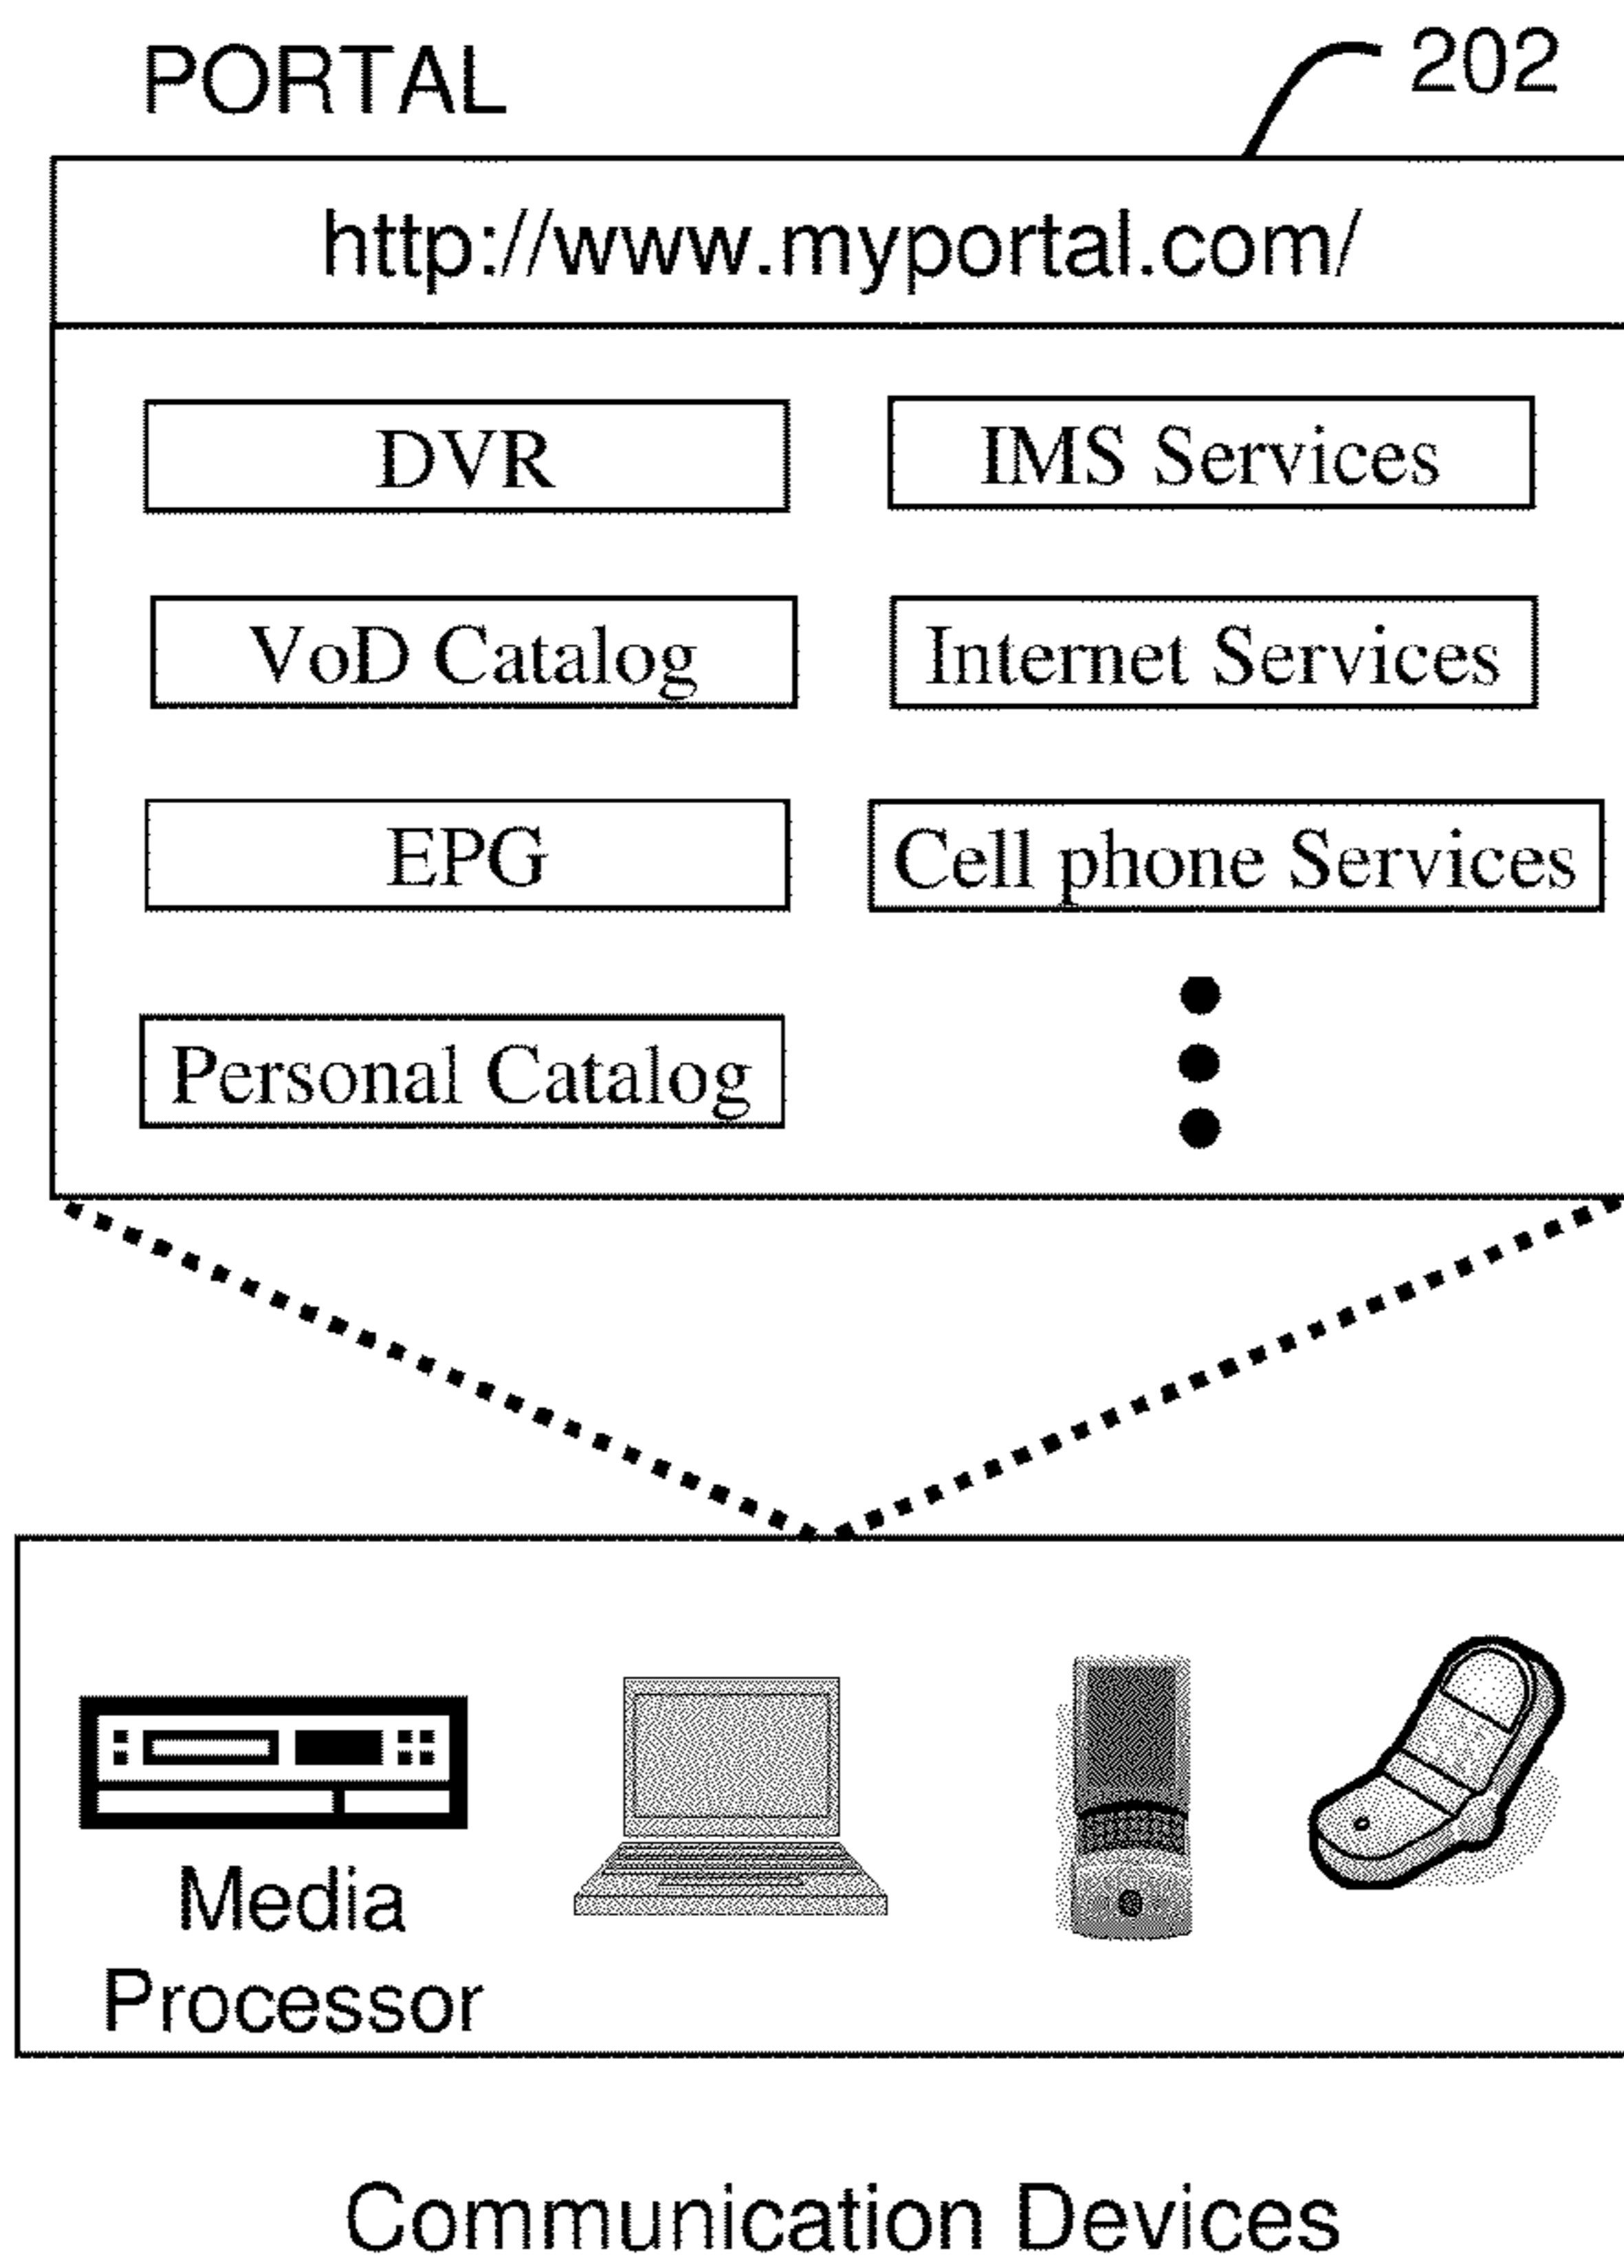 PORTAL
202
http://www.myportal.com/
DVR
IMS Services
VoD Catalog
Internet Services
EPG
Cell phone Services
Personal Catalog
Media
Processor
Communication Devices